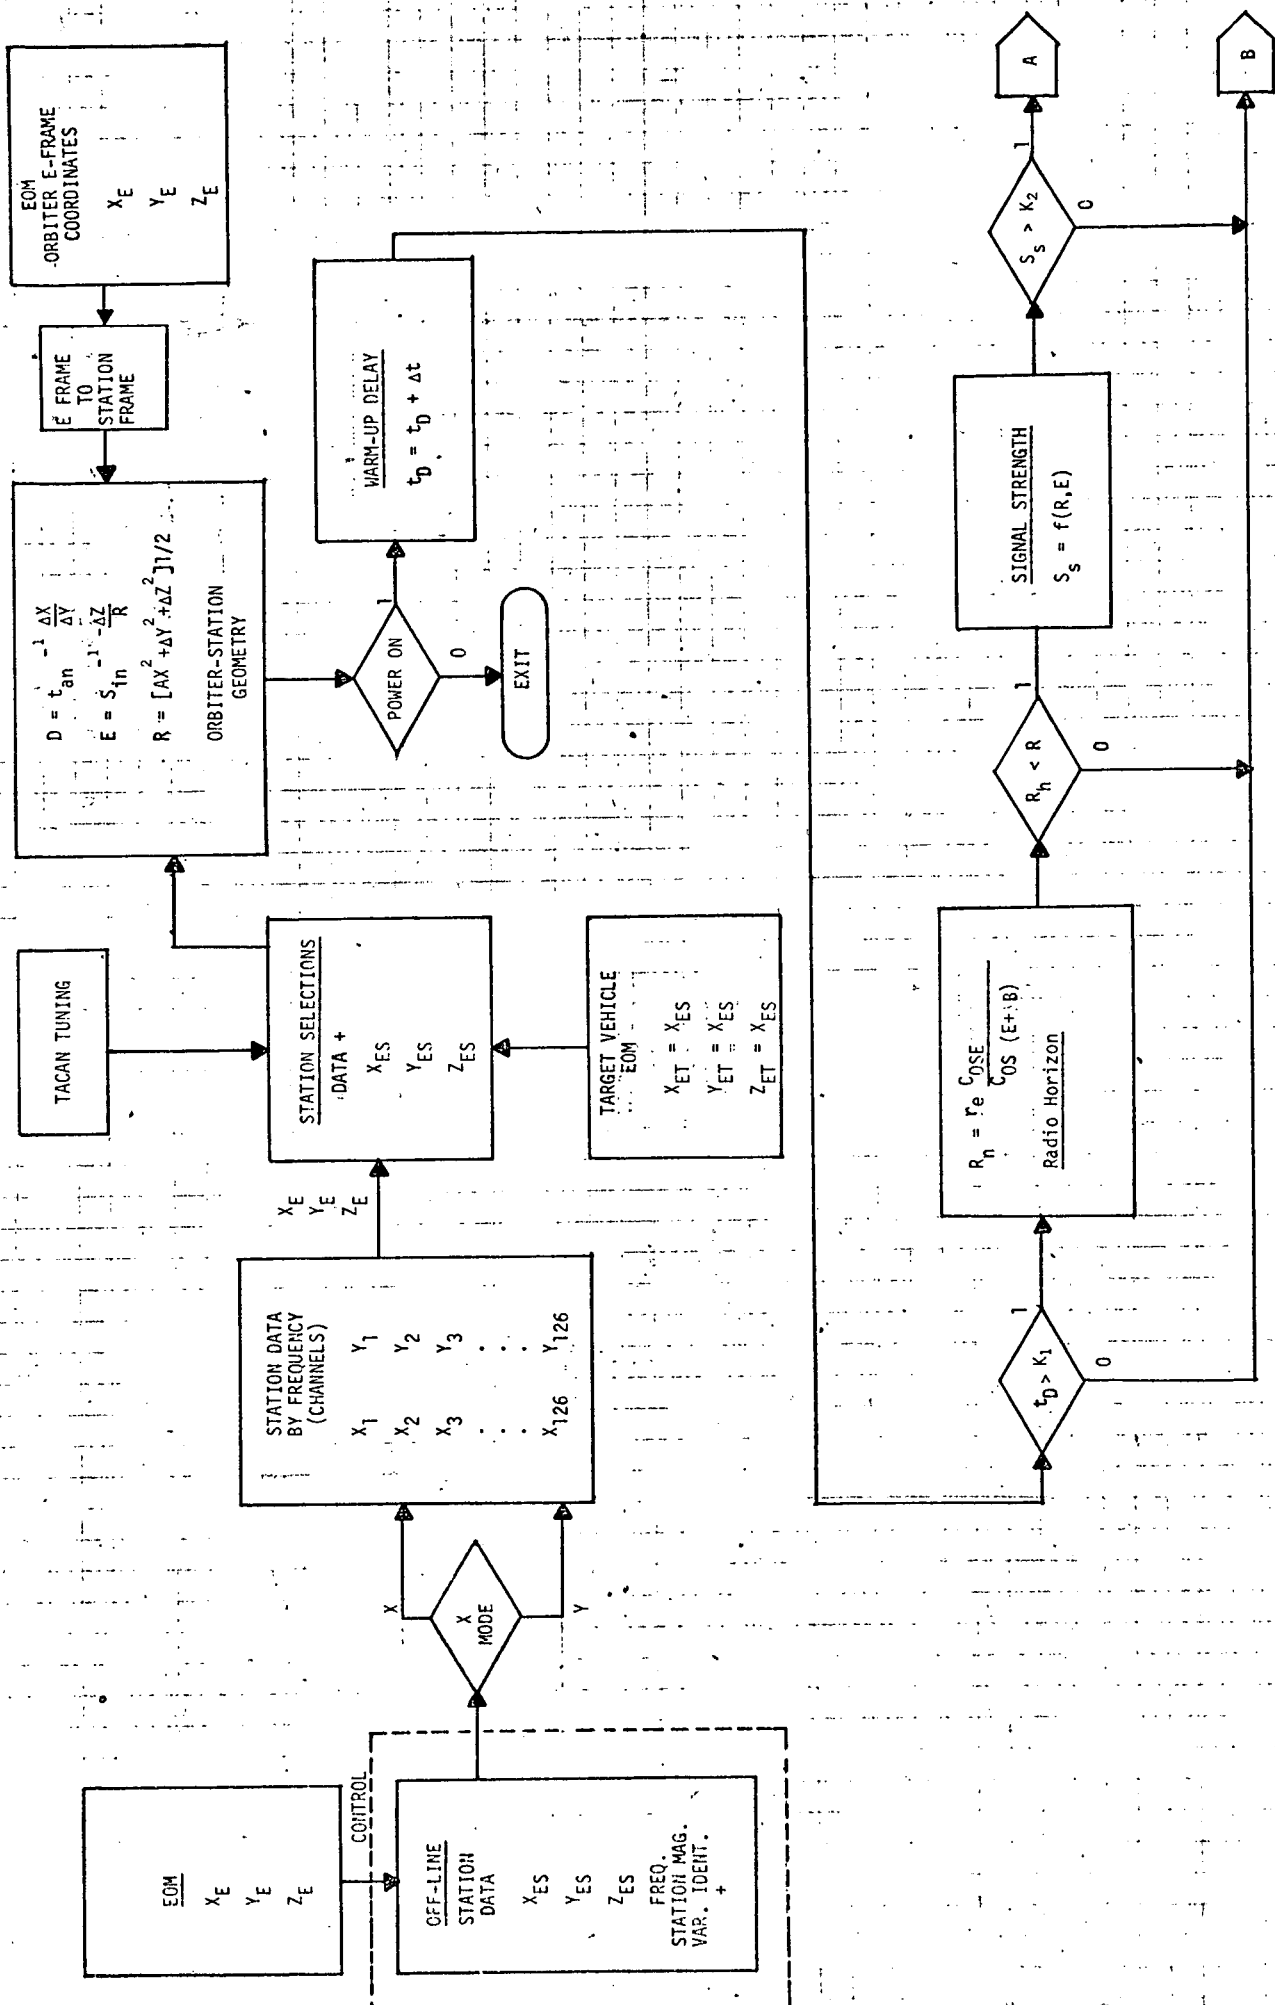 EOM
X_E
Y_E
Z_E
CONTROL
OFF-LINE
STATION
DATA
X_ES
Y_ES
Z_ES
FREQ.
STATION MAG.
VAR. IDENT.
+
X
MODE
X
Y
STATION DATA
BY FREQUENCY
(CHANNELS)
X_1 Y_1
X_2 Y_2
X_3 Y_3
. .
. .
. .
X_126 Y_126
X_E
Y_E
Z_E
TACAN TUNING
STATION SELECTIONS
DATA +
X_ES
Y_ES
Z_ES
TARGET VEHICLE
EOM
X_ET = X_ES
Y_ET = X_ES
Z_ET = X_ES
D = t_an^-1 ΔX/ΔY
E = S_in^-1 -ΔZ/R
R = [AX^2 +ΔY^2 +ΔZ^2]1/2
ORBITER-STATION
GEOMETRY
E FRAME
TO
STATION
FRAME
EOM
ORBITER E-FRAME
COORDINATES
X_E
Y_E
Z_E
POWER ON
1
0
EXIT
WARM-UP DELAY
t_D = t_D + Δt
t_D > K_1
1
0
R_n = r_e C_OSE/C_OS (E+B)
Radio Horizon
R_h < R
1
0
SIGNAL STRENGTH
S_s = f(R,E)
S_s > K_2
1
0
A
B